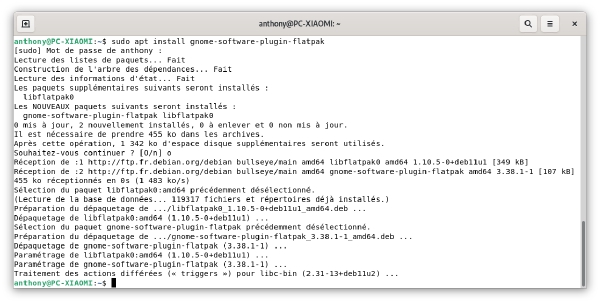 anthony@PC-XIAOMI: ~
anthony@PC-XIAOMI:~$ sudo apt install gnome-software-plugin-flatpak
[sudo] Mot de passe de anthony :
Lecture des listes de paquets... Fait
Construction de l'arbre des dépendances... Fait
Lecture des informations d'état... Fait
Les paquets supplémentaires suivants seront installés :
  libflatpak0
Les NOUVEAUX paquets suivants seront installés :
  gnome-software-plugin-flatpak libflatpak0
0 mis à jour, 2 nouvellement installés, 0 à enlever et 0 non mis à jour.
Il est nécessaire de prendre 455 ko dans les archives.
Après cette opération, 1 342 ko d'espace disque supplémentaires seront utilisés.
Souhaitez-vous continuer ? [O/n] o
Réception de :1 http://ftp.fr.debian.org/debian bullseye/main amd64 libflatpak0 amd64 1.10.5-0+deb11u1 [349 kB]
Réception de :2 http://ftp.fr.debian.org/debian bullseye/main amd64 gnome-software-plugin-flatpak amd64 3.38.1-1 [107 kB]
455 ko réceptionnés en 0s (1 483 ko/s)
Sélection du paquet libflatpak0:amd64 précédemment désélectionné.
(Lecture de la base de données... 119317 fichiers et répertoires déjà installés.)
Préparation du dépaquetage de .../libflatpak0_1.10.5-0+deb11u1_amd64.deb ...
Dépaquetage de libflatpak0:amd64 (1.10.5-0+deb11u1) ...
Sélection du paquet gnome-software-plugin-flatpak précédemment désélectionné.
Préparation du dépaquetage de .../gnome-software-plugin-flatpak_3.38.1-1_amd64.deb ...
Dépaquetage de gnome-software-plugin-flatpak (3.38.1-1) ...
Paramétrage de libflatpak0:amd64 (1.10.5-0+deb11u1) ...
Paramétrage de gnome-software-plugin-flatpak (3.38.1-1) ...
Traitement des actions différées (« triggers ») pour libc-bin (2.31-13+deb11u2) ...
anthony@PC-XIAOMI:~$